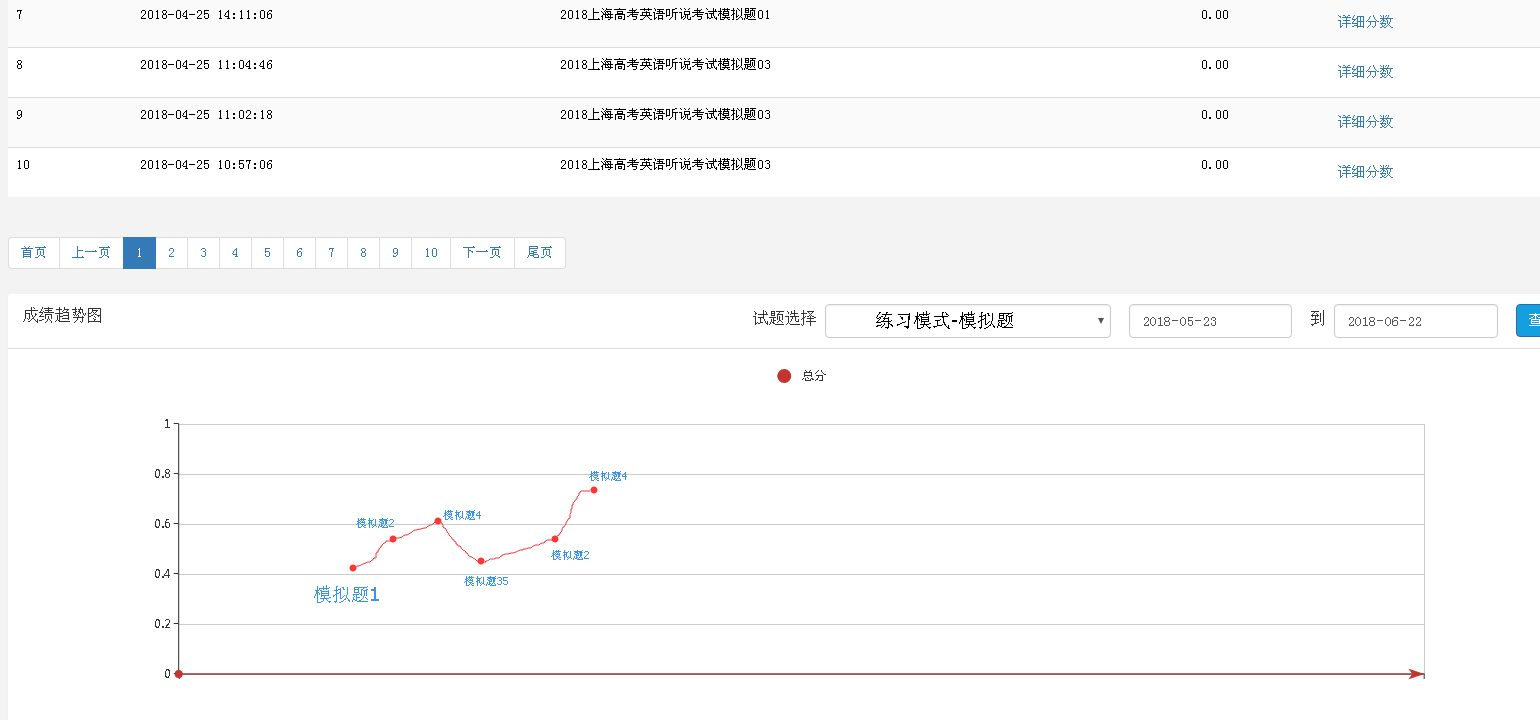 7 2018-04-25 14:11:06 2018上海高考英语听说考试模拟题01 0.00 详细分数
8 2018-04-25 11:04:46 2018上海高考英语听说考试模拟题03 0.00 详细分数
9 2018-04-25 11:02:18 2018上海高考英语听说考试模拟题03 0.00 详细分数
10 2018-04-25 10:57:06 2018上海高考英语听说考试模拟题03 0.00 详细分数
首页 上一页 1 2 3 4 5 6 7 8 9 10 下一页 尾页
成绩趋势图 试题选择 练习模式-模拟题 2018-05-23 到 2018-06-22 查
总分
1
0.8 模拟题4
0.6 模拟题2 模拟题4
模拟题2
0.4 模拟题35
模拟题1
0.2
0